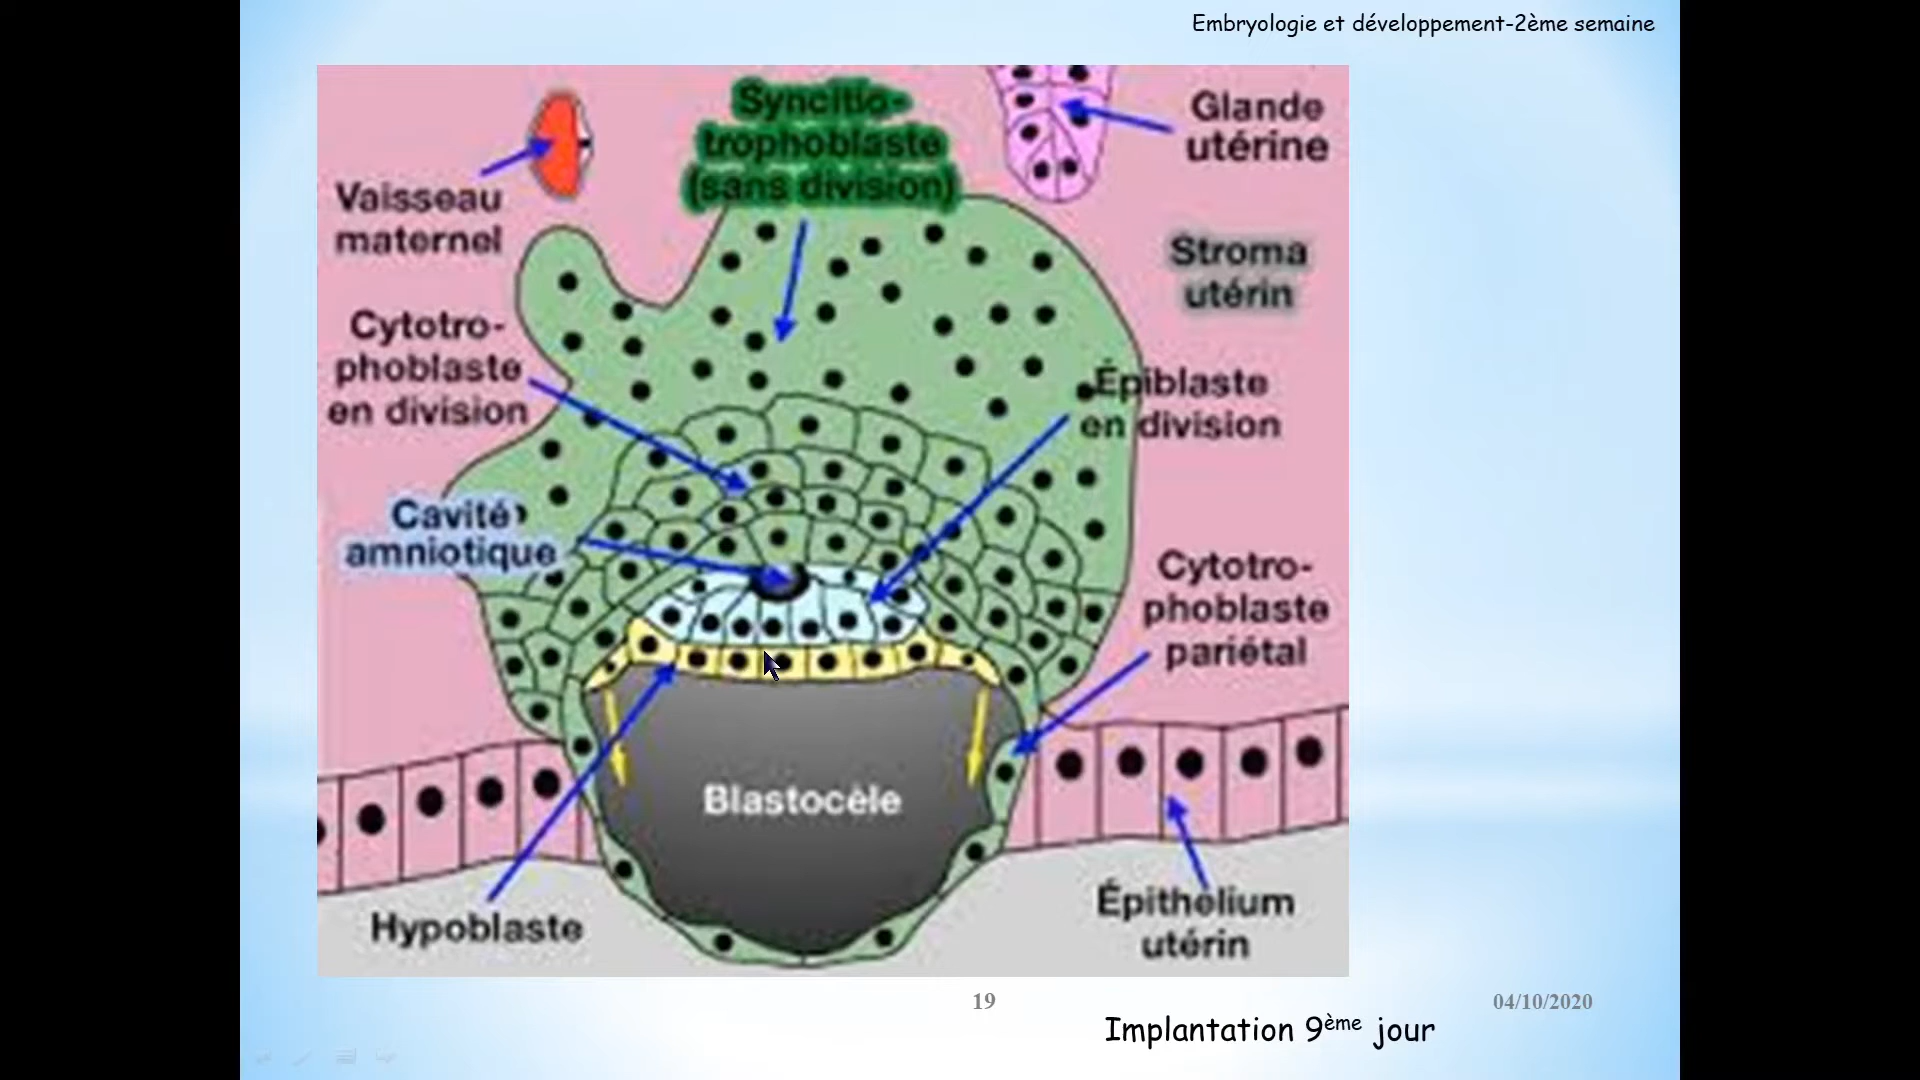 Embryologie et développement-2ème semaine
Syncitio-
trophoblaste
(sans division)
Glande
utérine
Vaisseau
maternel
Stroma
utérin
Cytotro-
phoblaste
en division
Épiblaste
en division
Cavité
amniotique
Cytotro-
phoblaste
pariétal
Blastocèle
Hypoblaste
Épithélium
utérin
19
04/10/2020
Implantation 9ème jour